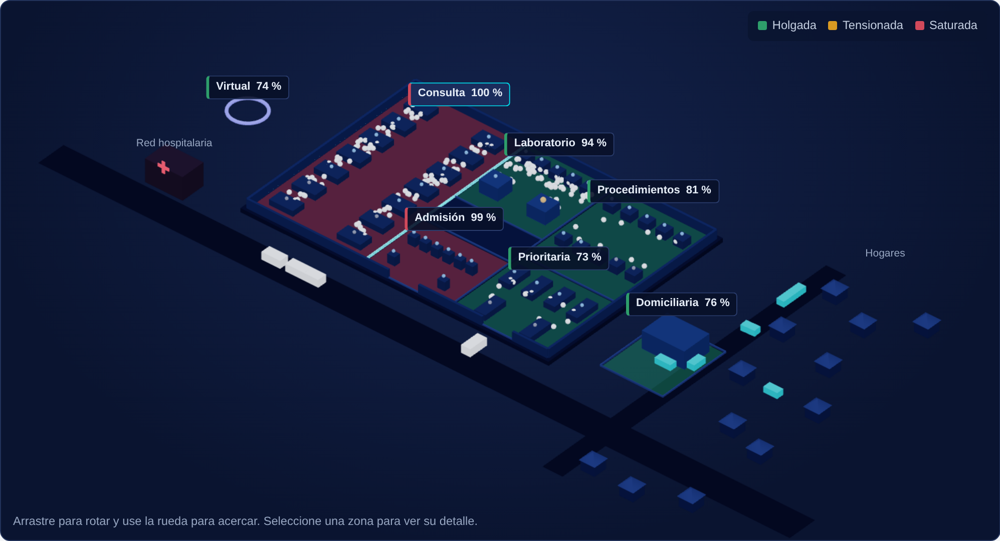 Holgada
Tensionada
Saturada
Virtual 74 %
Consulta 100 %
Red hospitalaria
Laboratorio 94 %
Procedimientos 81 %
Admisión 99 %
Prioritaria 73 %
Hogares
Domiciliaria 76 %
Arrastre para rotar y use la rueda para acercar. Seleccione una zona para ver su detalle.